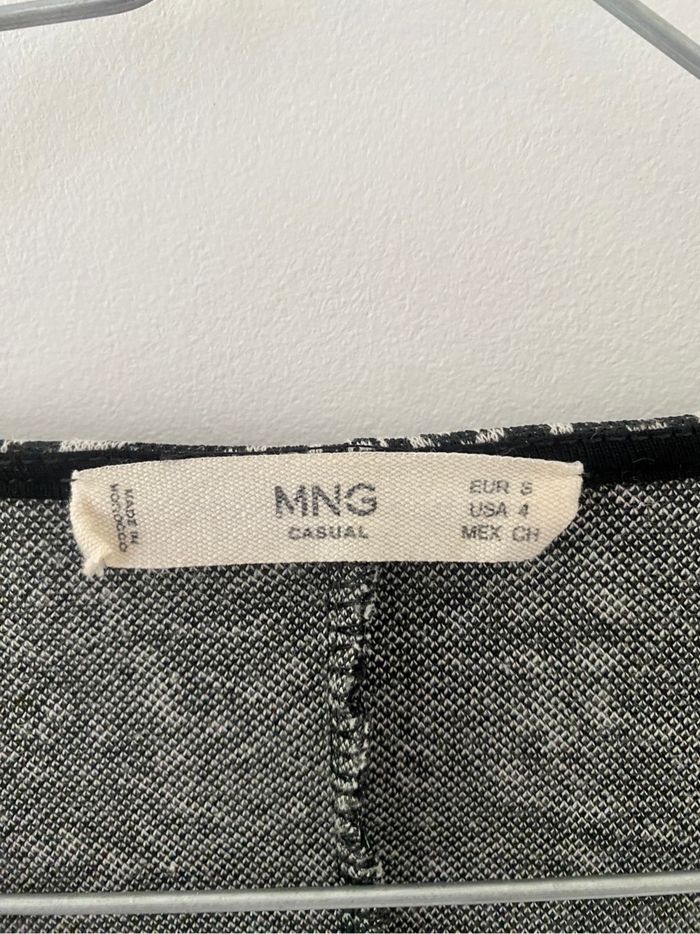 MADE IN
MOROCCO
MNG
CASUAL
EUR S
USA 4
MEX CH